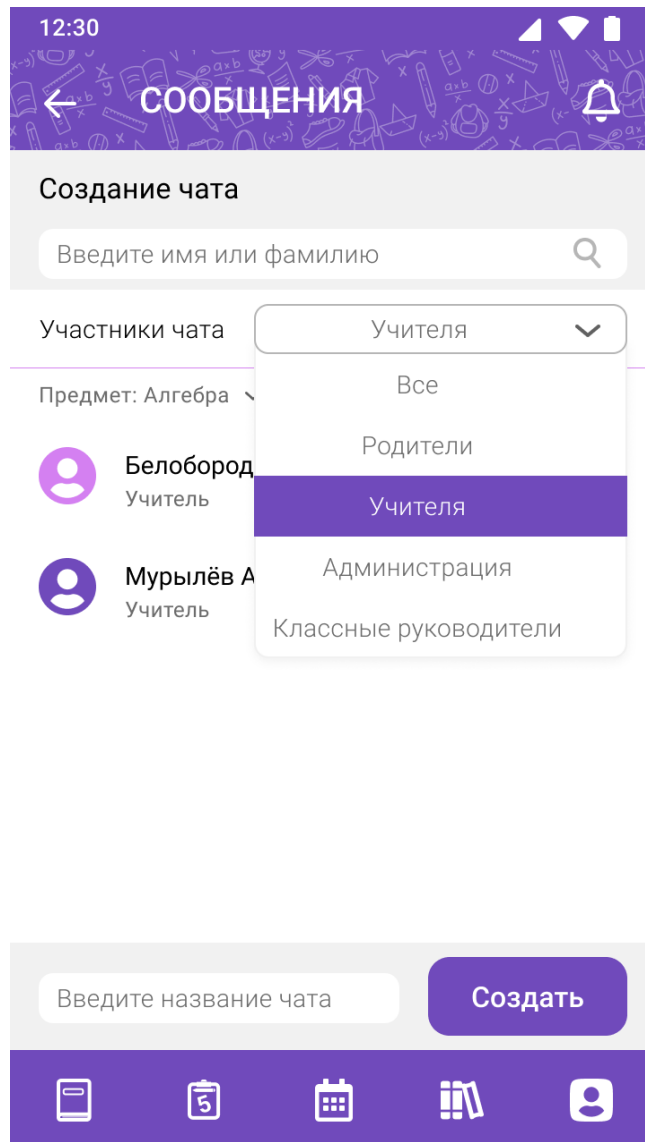 12:30
СООБЩЕНИЯ
Создание чата
Введите имя или фамилию
Участники чата
Учителя
Все
Родители
Учителя
Администрация
Классные руководители
Предмет: Алгебра
Белобород
Учитель
Мурылёв А
Учитель
Введите название чата
Создать
5